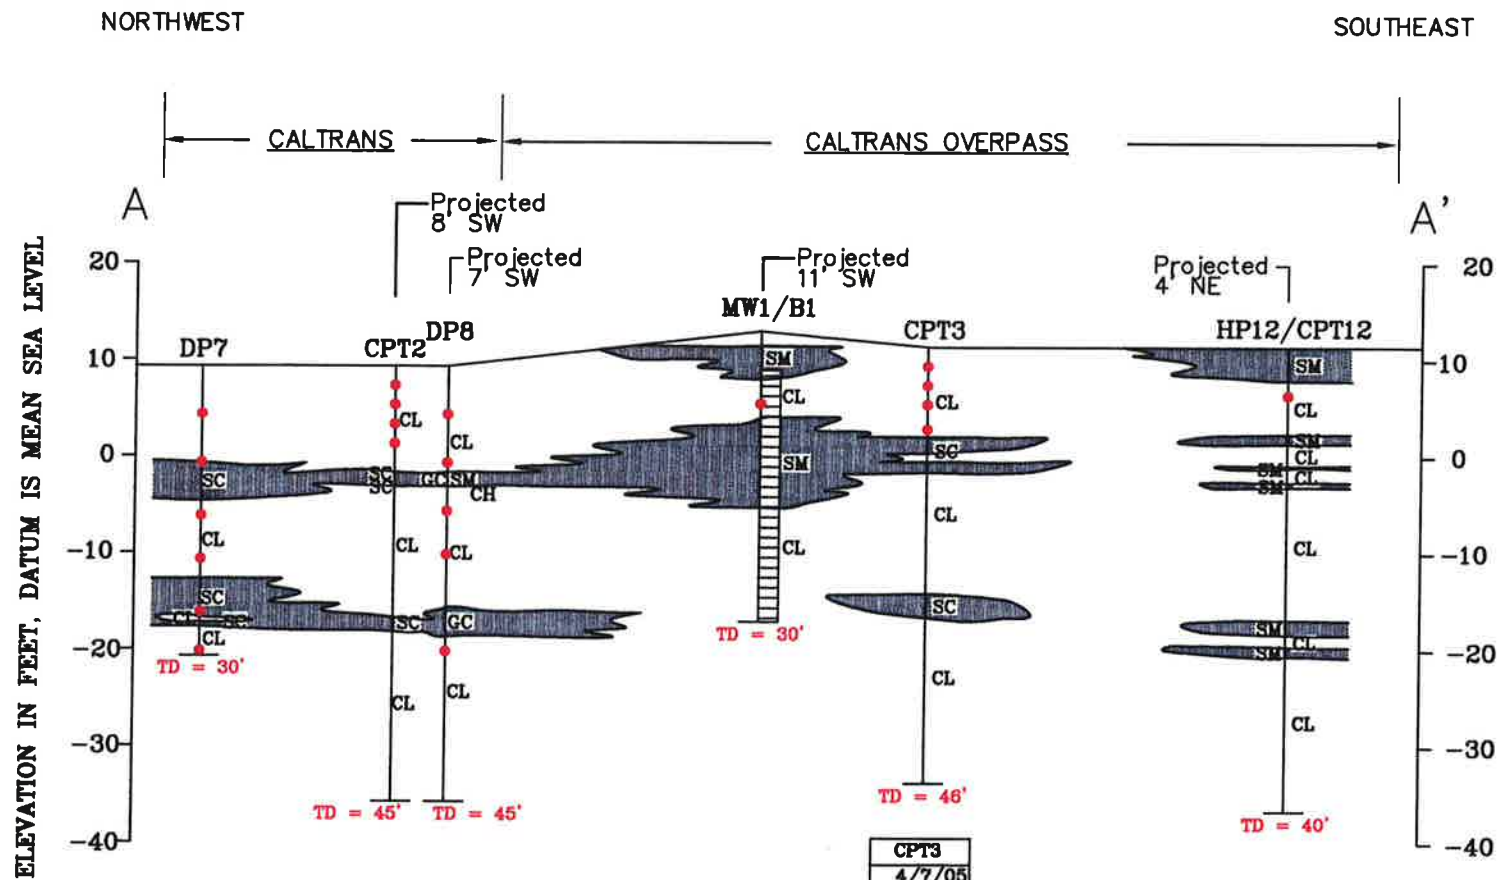 NORTHWEST
SOUTHEAST
CALTRANS
CALTRANS OVERPASS
A
A'
Projected
8' SW
Projected
7' SW
Projected
11' SW
Projected
4' NE
ELEVATION IN FEET, DATUM IS MEAN SEA LEVEL
20
10
0
-10
-20
-30
-40
20
10
0
-10
-20
-30
-40
DP7
SC
CL
SC
CL
SC
CL
TD = 30'
CPT2
CL
SC
SC
CL
SC
CL
TD = 45'
DP8
CL
GC
SM
CH
CL
GC
CL
TD = 45'
MW1/B1
SM
CL
SM
CL
TD = 30'
CPT3
CL
SC
CL
SC
CL
TD = 46'
HP12/CPT12
SM
CL
SM
CL
SM
CL
SM
CL
SM
CL
SM
CL
TD = 40'
CPT3
4/7/05